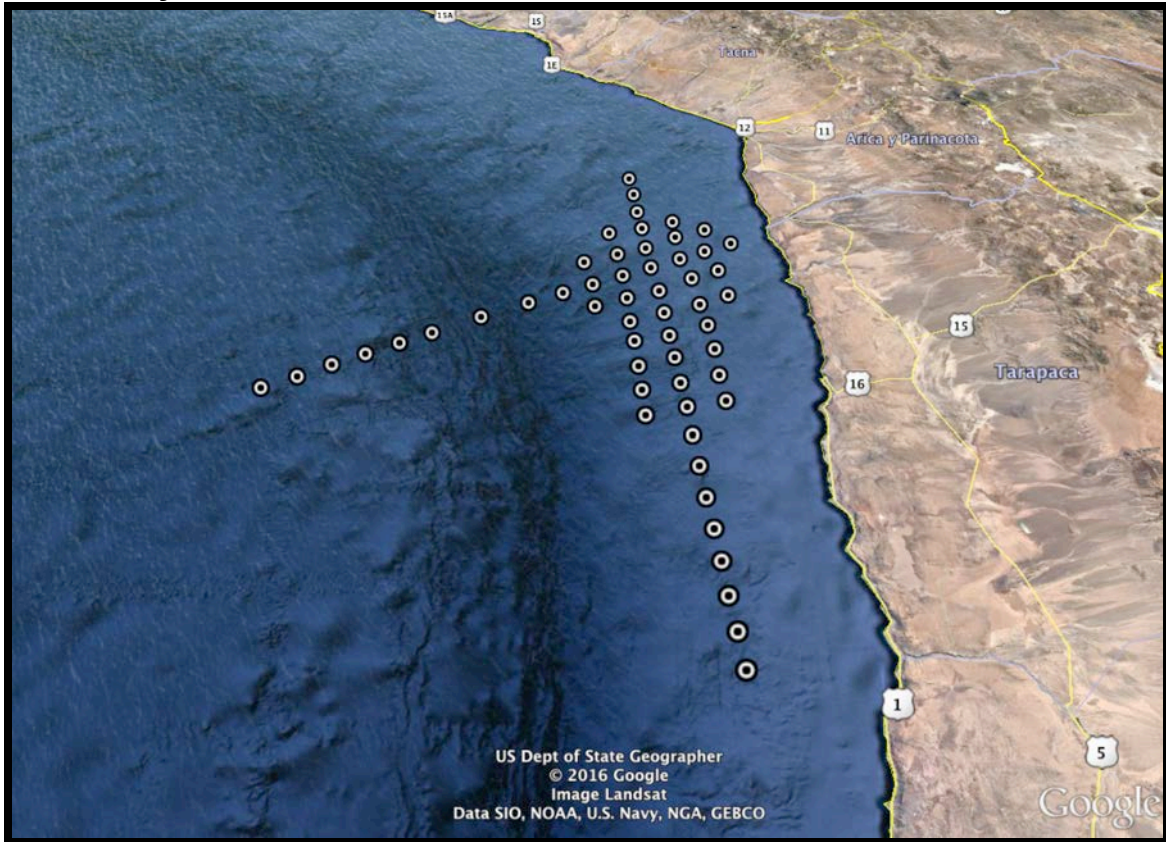 15A
15
1E
Tacna
12
11
Arica y Parinacota
15
16
Tarapaca
1
5
US Dept of State Geographer
© 2016 Google
Image Landsat
Data SIO, NOAA, U.S. Navy, NGA, GEBCO
Google